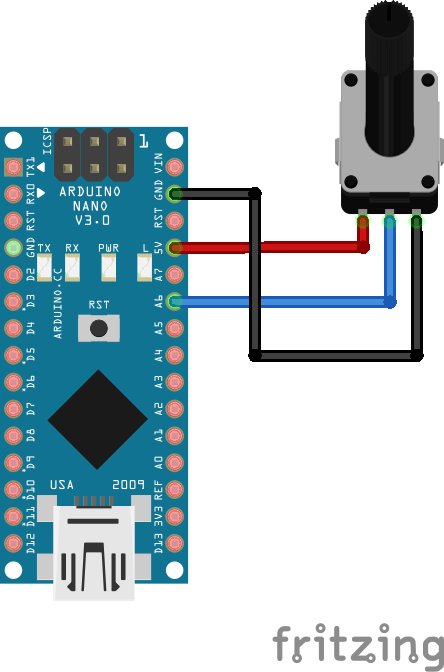 ICSP
1
TX1
RX0
RST
GND
D2
D3
D4
D5
D6
D7
D8
D9
D10
D11
D12
ARDUINO
NANO
V3.0
TX
RX
PWR
L
ARDUINO.CC
RST
USA
2009
VIN
GND
RST
5V
A7
A6
A5
A4
A3
A2
A1
A0
REF
3V3
D13
fritzing